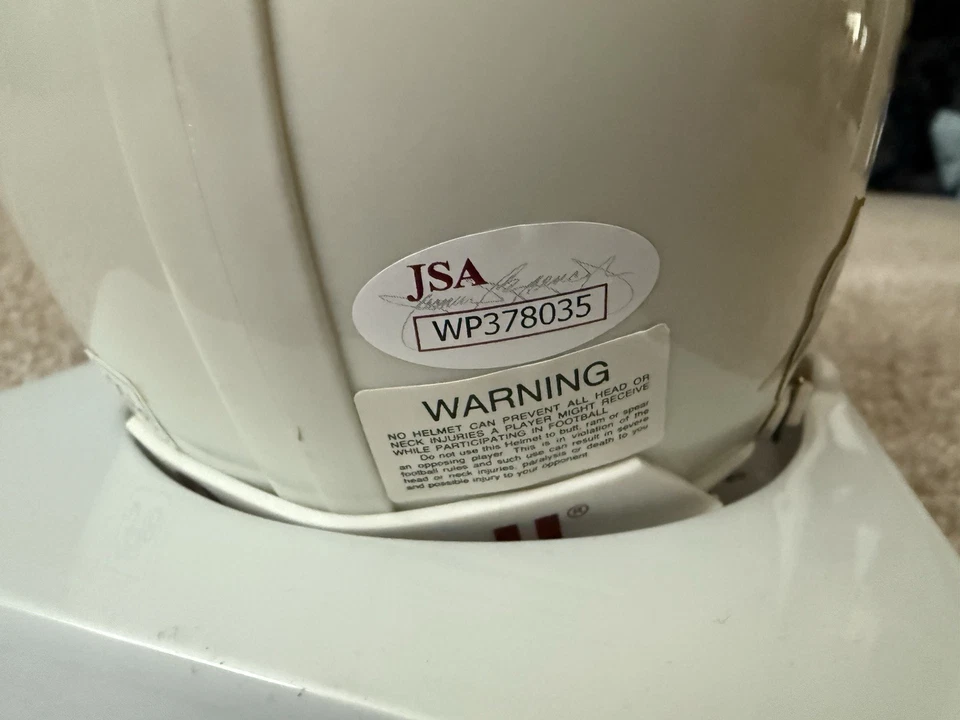 JSA
WP378035
WARNING
NO HELMET CAN PREVENT ALL HEAD OR
NECK INJURIES A PLAYER MIGHT RECEIVE
WHILE PARTICIPATING IN FOOTBALL
Do not use this Helmet to butt, ram or spear
an opposing player. This is in violation of the
football rules and such use can result in severe
head or neck injuries, paralysis or death to you
and possible injury to your opponent.
®